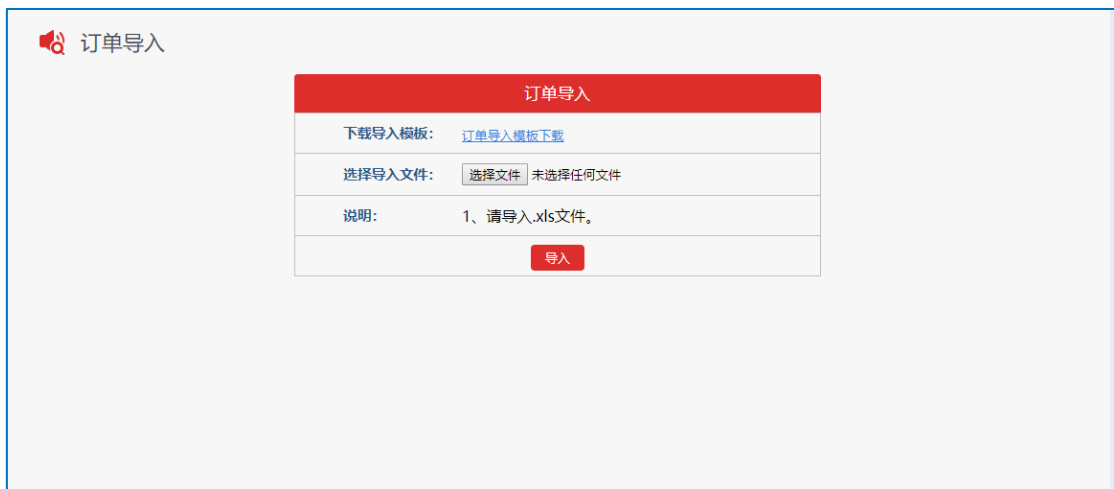 订单导入
订单导入
下载导入模板： 订单导入模板下载
选择导入文件： 选择文件 未选择任何文件
说明： 1、请导入.xls文件。
导入